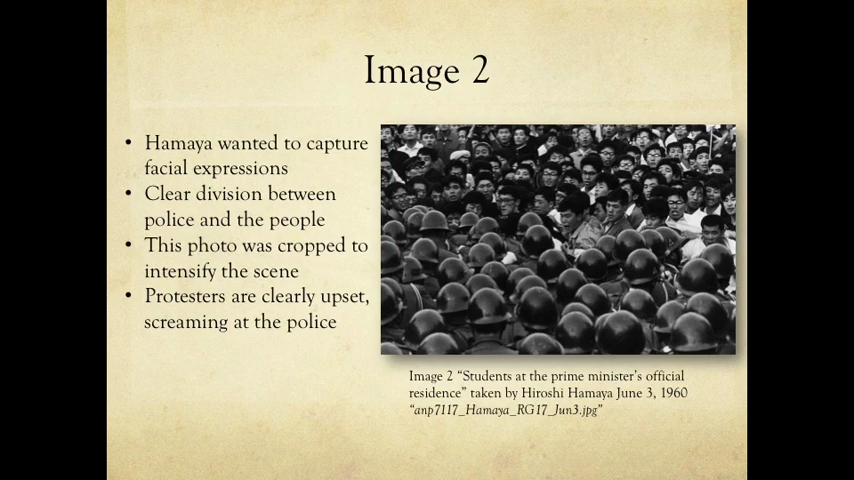 Image 2
• Hamaya wanted to capture
facial expressions
• Clear division between
police and the people
• This photo was cropped to
intensify the scene
• Protesters are clearly upset,
screaming at the police
Image 2 “Students at the prime minister’s official
residence” taken by Hiroshi Hamaya June 3, 1960
“anp7117_Hamaya_RG17_Jun3.jpg”